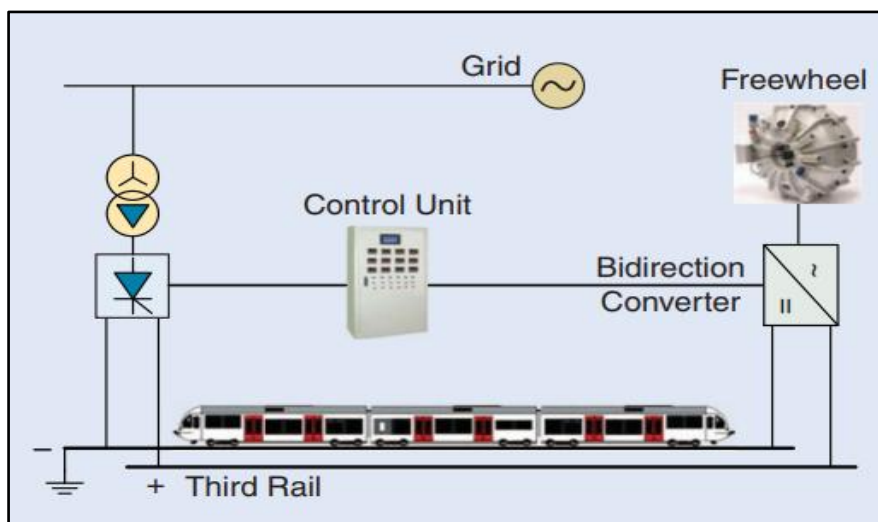 Grid
Freewheel
Control Unit
Bidirection
Converter
−
+ Third Rail